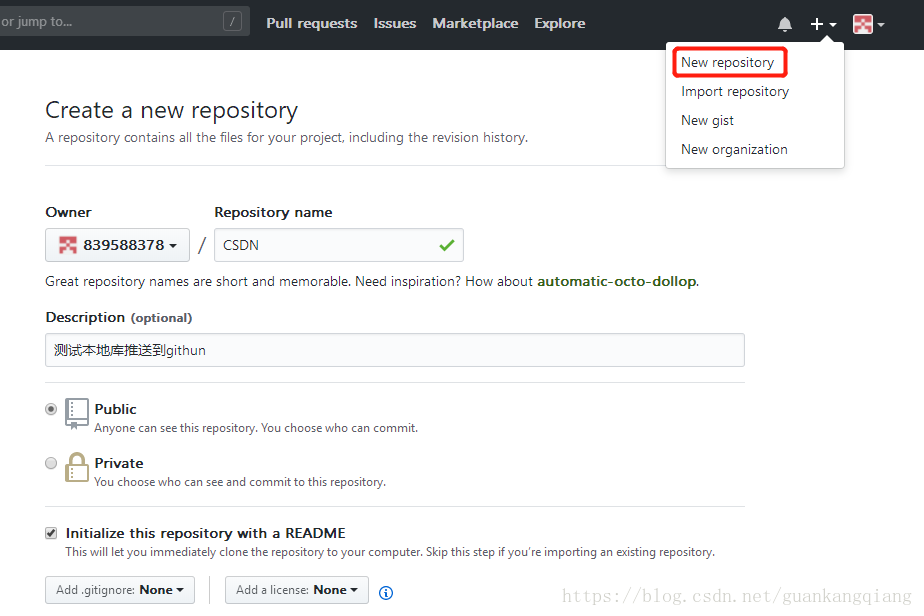 or jump to...
/
Pull requests
Issues
Marketplace
Explore
New repository
Import repository
New gist
New organization
Create a new repository
A repository contains all the files for your project, including the revision history.
Owner
Repository name
839588378
/
CSDN
Great repository names are short and memorable. Need inspiration? How about automatic-octo-dollop.
Description (optional)
测试本地库推送到githun
Public
Anyone can see this repository. You choose who can commit.
Private
You choose who can see and commit to this repository.
Initialize this repository with a README
This will let you immediately clone the repository to your computer. Skip this step if you’re importing an existing repository.
Add .gitignore: None
Add a license: None
https://blog.csdn.net/guankangqiang